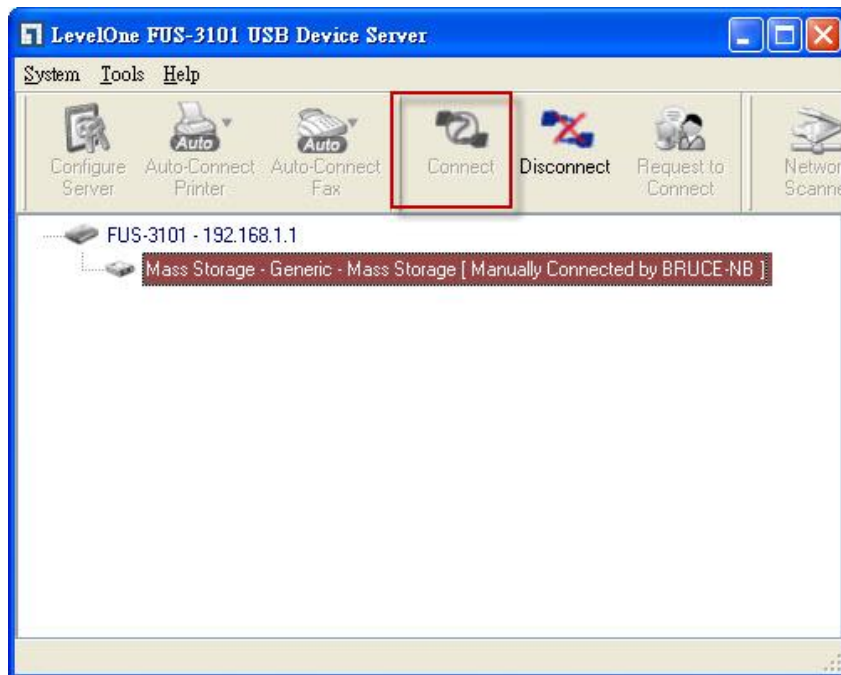 LevelOne FUS-3101 USB Device Server
System Tools Help
Auto Auto
Configure Auto-Connect Auto-Connect Connect Disconnect Request to Networ
Server Printer Fax Connect Scanne
FUS-3101 - 192.168.1.1
Mass Storage - Generic - Mass Storage [ Manually Connected by BRUCE-NB ]